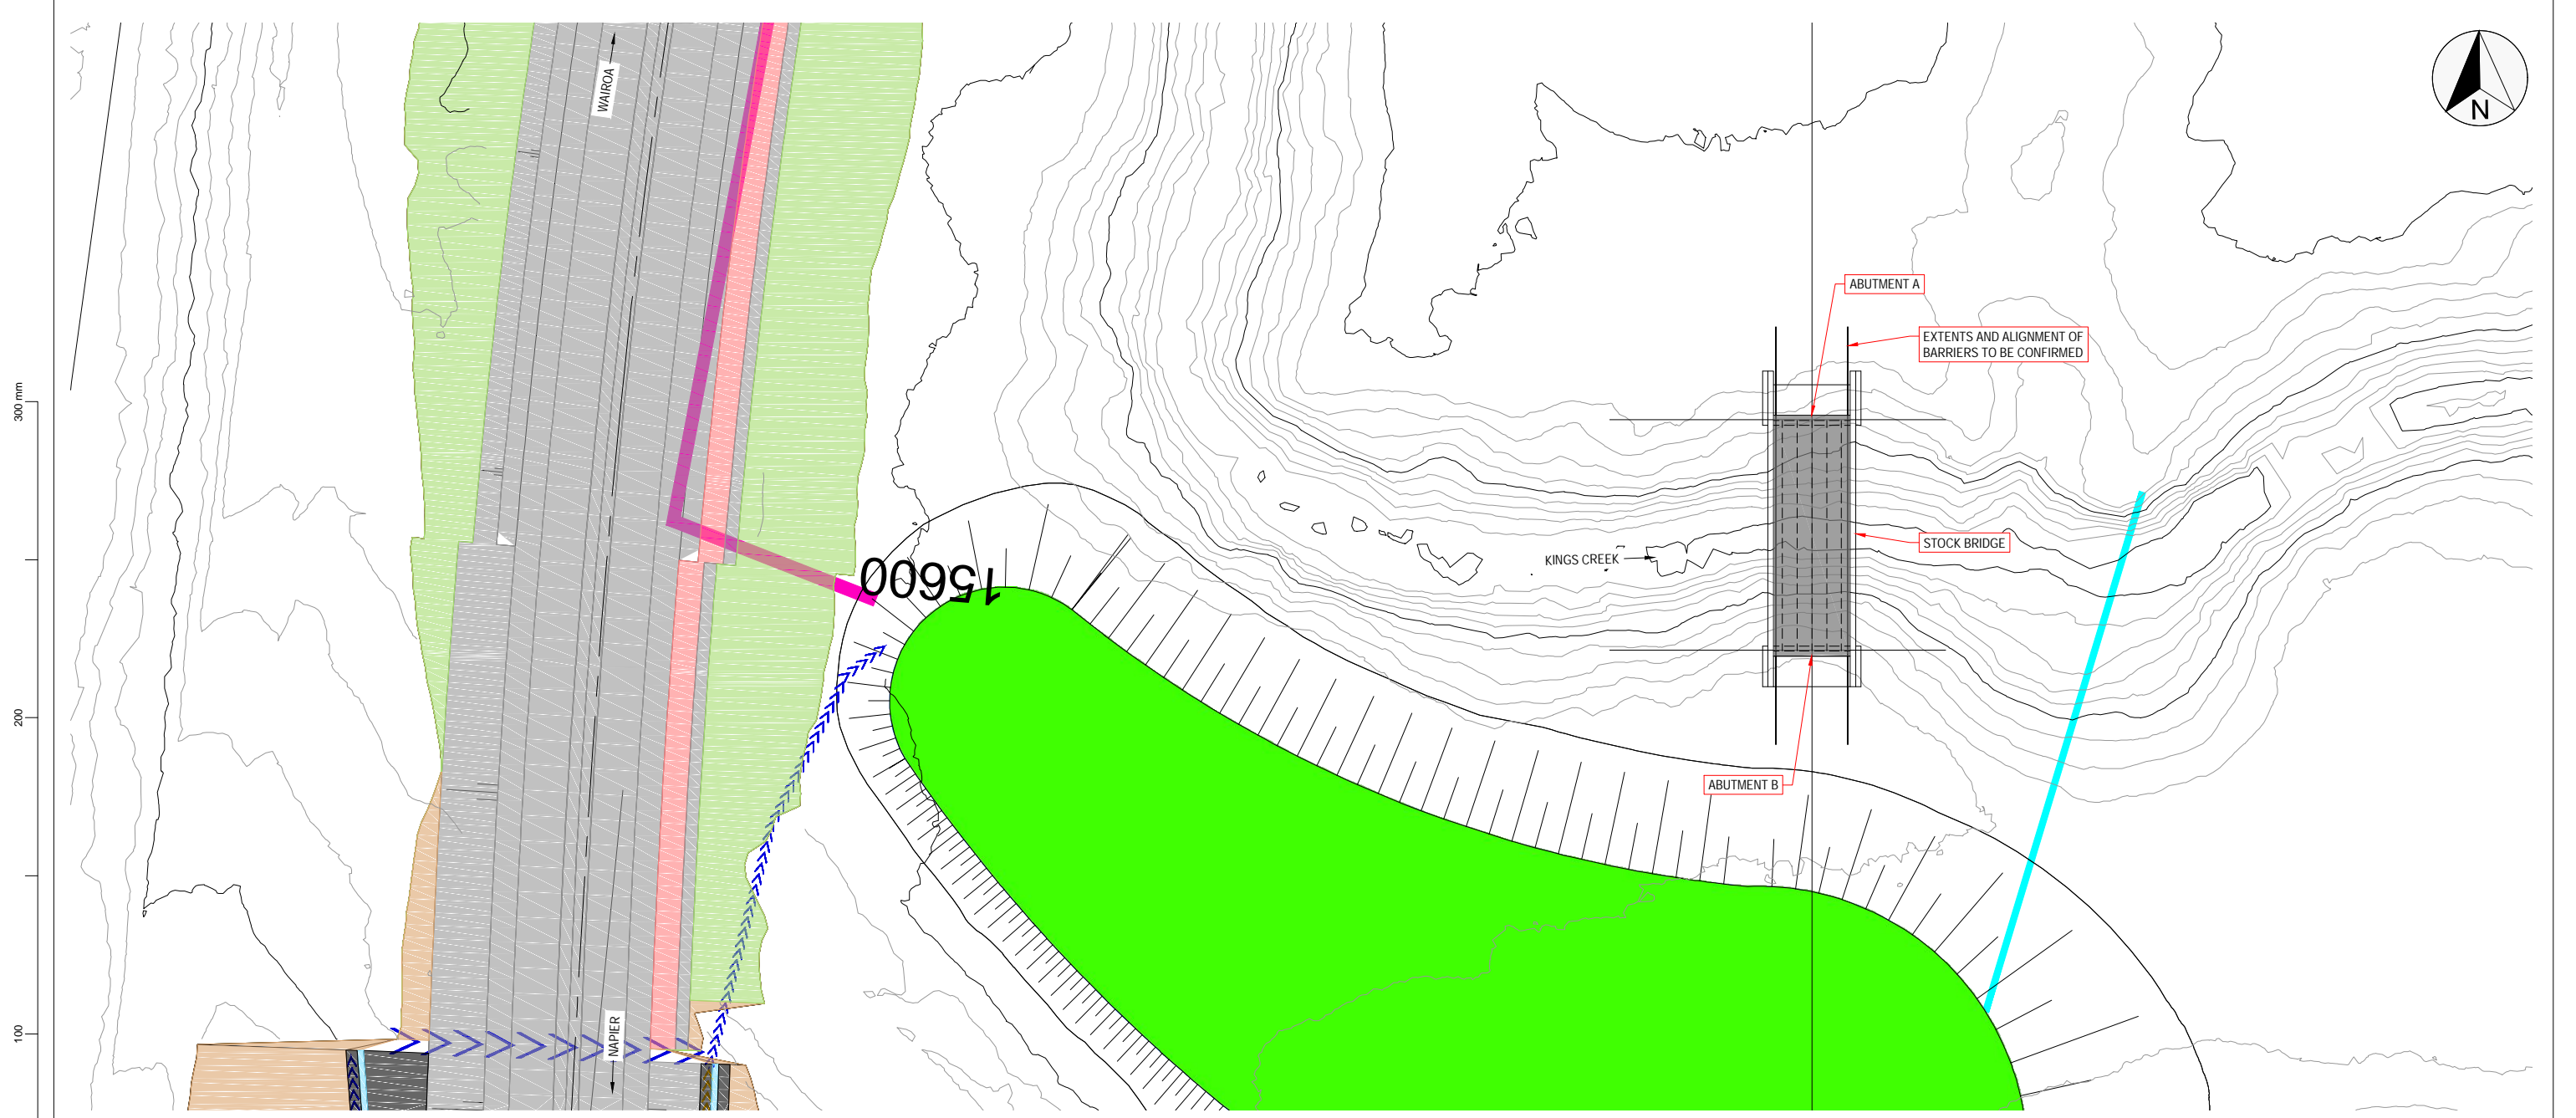 WAIROA
N
ABUTMENT A
EXTENTS AND ALIGNMENT OF
BARRIERS TO BE CONFIRMED
300 mm
STOCK BRIDGE
KINGS CREEK
15600
200
ABUTMENT B
100
NAPIER